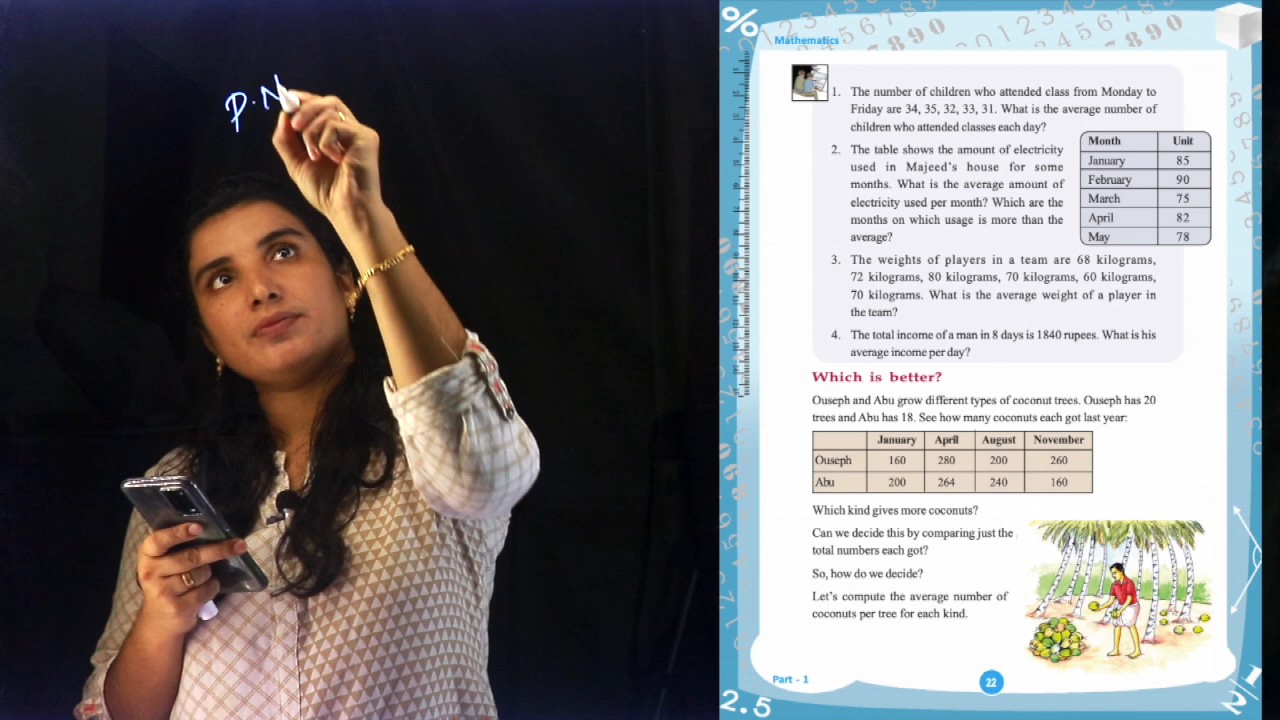 P. N
Mathematics
1. The number of children who attended class from Monday to
Friday are 34, 35, 32, 33, 31. What is the average number of
children who attended classes each day?
2. The table shows the amount of electricity
used in Majeed's house for some
months. What is the average amount of
electricity used per month? Which are the
months on which usage is more than the
average?
Month Unit
January 85
February 90
March 75
April 82
May 78
3. The weights of players in a team are 68 kilograms,
72 kilograms, 80 kilograms, 70 kilograms, 60 kilograms,
70 kilograms. What is the average weight of a player in
the team?
4. The total income of a man in 8 days is 1840 rupees. What is his
average income per day?
Which is better?
Ouseph and Abu grow different types of coconut trees. Ouseph has 20
trees and Abu has 18. See how many coconuts each got last year:
January April August November
Ouseph 160 280 200 260
Abu 200 264 240 160
Which kind gives more coconuts?
Can we decide this by comparing just the
total numbers each got?
So, how do we decide?
Let's compute the average number of
coconuts per tree for each kind.
Part - 1
22
2.5
1/2
%